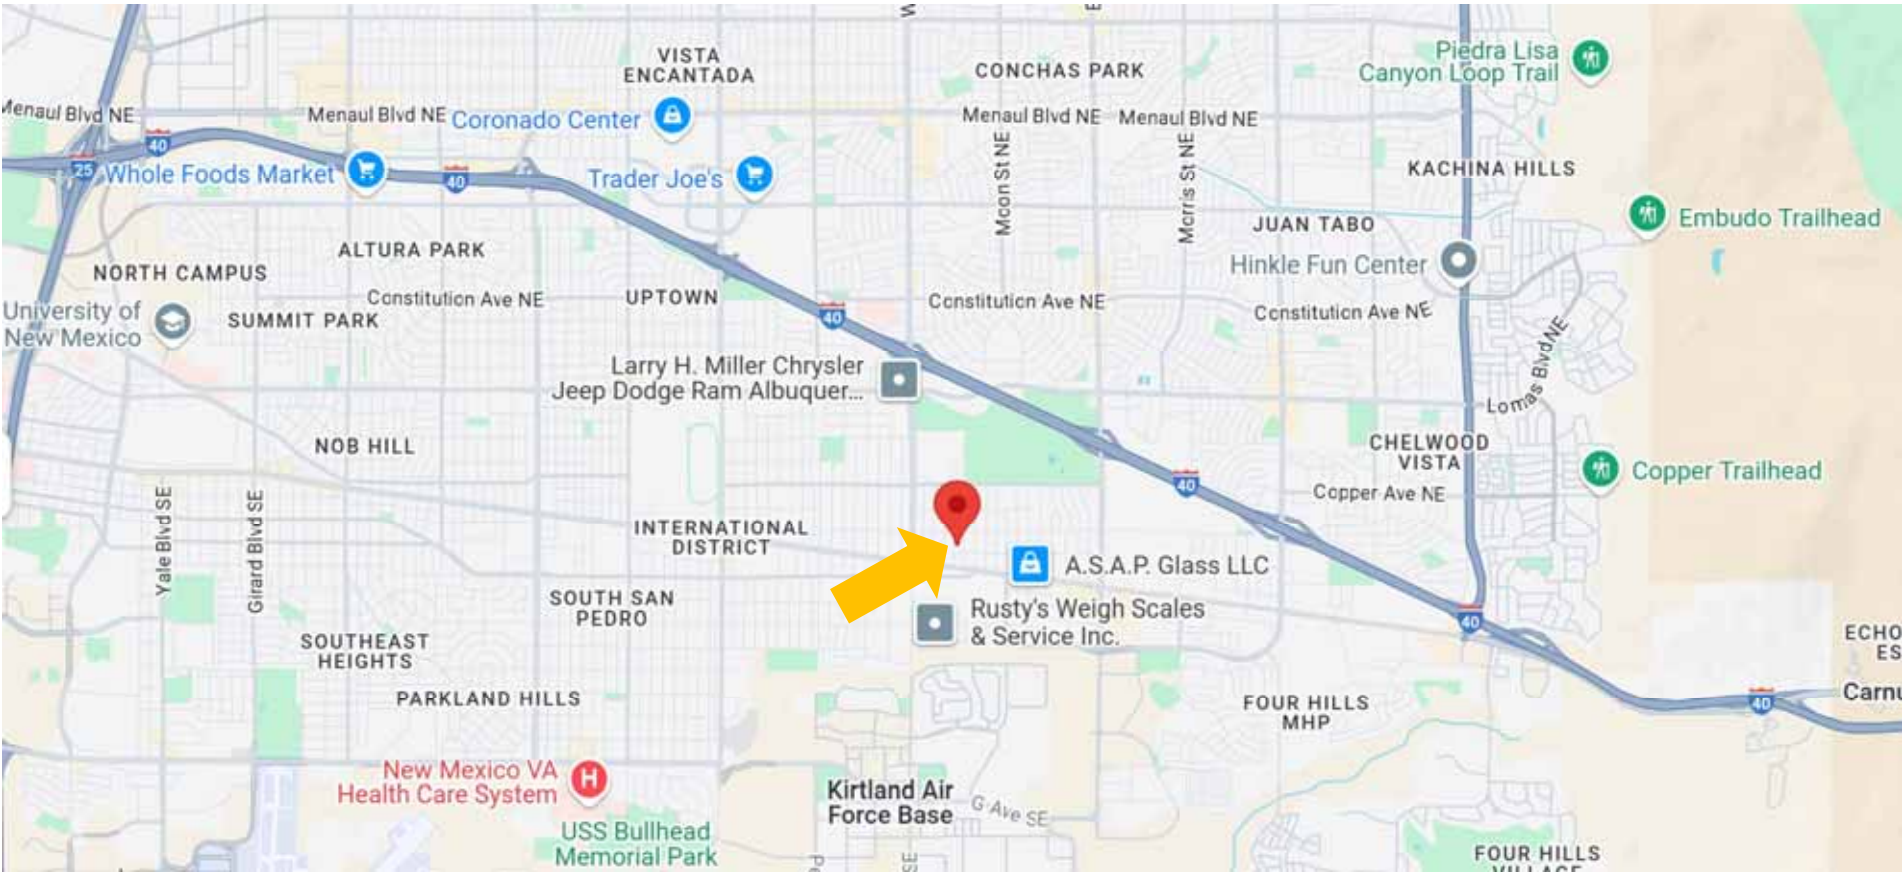 VISTA
ENCANTADA
CONCHAS PARK
Piedra Lisa
Canyon Loop Trail
Menaul Blvd NE
Menaul Blvd NE
Coronado Center
Menaul Blvd NE
Menaul Blvd NE
40
25
Whole Foods Market
40
Trader Joe's
Moon St NE
Morris St NE
KACHINA HILLS
JUAN TABO
Embudo Trailhead
ALTURA PARK
NORTH CAMPUS
Hinkle Fun Center
Constitution Ave NE
UPTOWN
Constitution Ave NE
Constitution Ave NE
University of
New Mexico
SUMMIT PARK
40
Larry H. Miller Chrysler
Jeep Dodge Ram Albuquer...
Lomas Blvd NE
NOB HILL
CHELWOOD
VISTA
Copper Trailhead
40
Copper Ave NE
Yale Blvd SE
Girard Blvd SE
INTERNATIONAL
DISTRICT
A.S.A.P. Glass LLC
SOUTH SAN
PEDRO
Rusty's Weigh Scales
& Service Inc.
40
SOUTHEAST
HEIGHTS
ECHO
ES
PARKLAND HILLS
FOUR HILLS
MHP
40
Carnu
New Mexico VA
Health Care System
H
Kirtland Air
Force Base
G Ave SE
USS Bullhead
Memorial Park
FOUR HILLS
VILLAGE